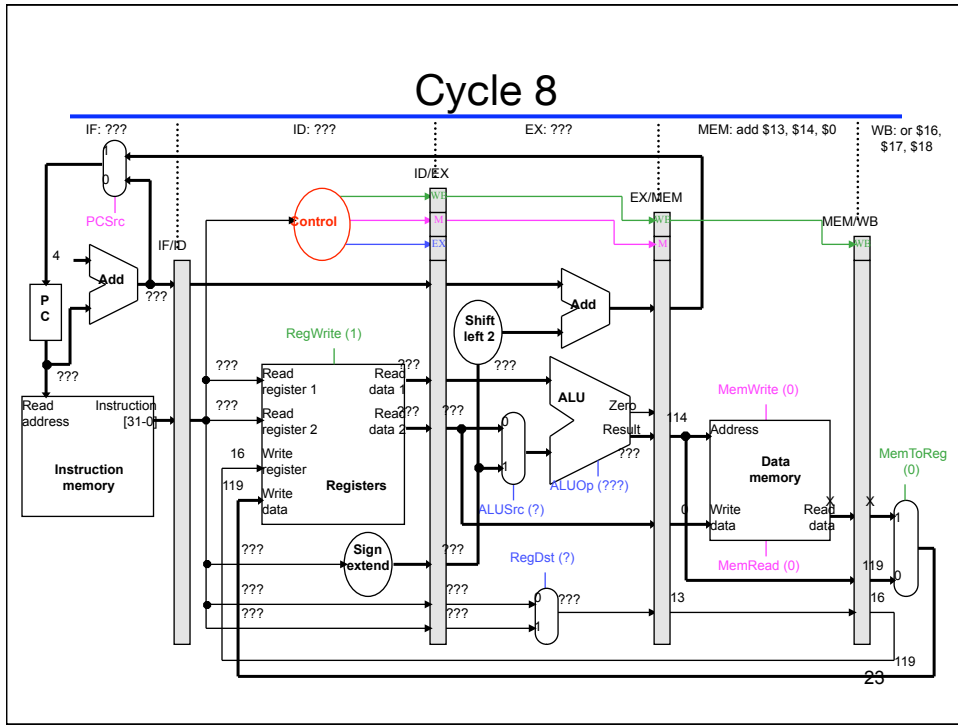 Cycle 8
IF: ???
ID: ???
EX: ???
MEM: add $13, $14, $0
WB: or $16,
$17, $18
1
0
PCSrc
ID/EX
WB
M
EX
Control
EX/MEM
WB
M
MEM/WB
WB
IF/ID
4
Add
???
P
C
???
Add
Shift
left 2
RegWrite (1)
???
Read
register 1
Read
data 1
???
???
???
Read
register 2
Read
data 2
???
???
16
Write
register
119
Write
data
Registers
Read
address
Instruction
[31-0]
Instruction
memory
0
1
ALUSrc (?)
ALU
Zero
Result
???
ALUOp (???)
114
MemWrite (0)
Address
Data
memory
0
Write
data
Read
data
MemRead (0)
X
X
MemToReg
(0)
1
0
119
???
Sign
extend
???
RegDst (?)
???
???
???
???
0
1
???
13
16
119
23